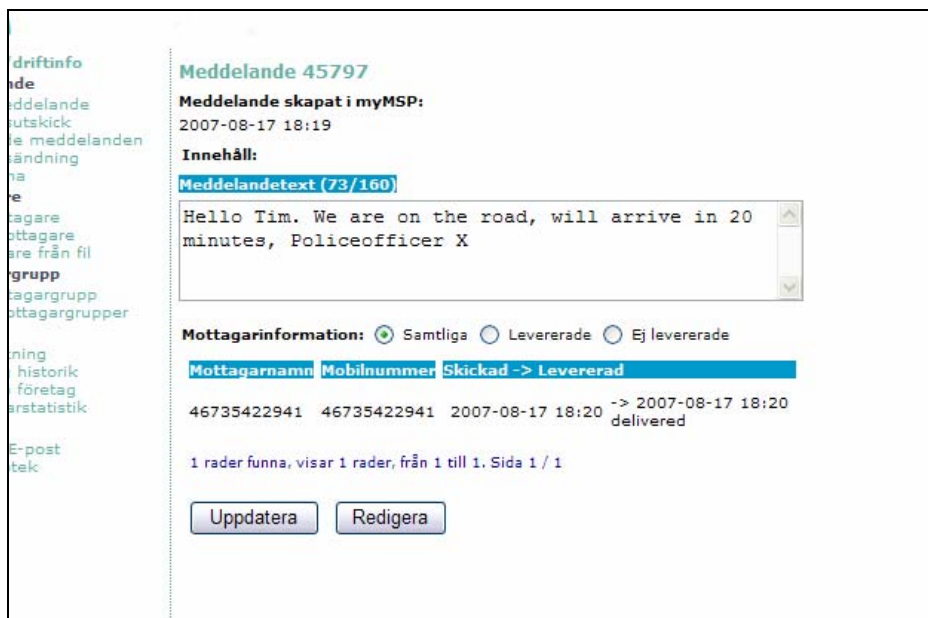 driftinfo
Meddelande 45797
Meddelande skapat i myMSP:
2007-08-17 18:19
Innehåll:
Meddelandetext (73/160)
Hello Tim. We are on the road, will arrive in 20
minutes, Policeofficer X
Mottagarinformation: Samtliga Levererade Ej levererade
Mottagarnamn Mobilnummer Skickad -> Levererad
46735422941 46735422941 2007-08-17 18:20 -> 2007-08-17 18:20
delivered
1 rader funna, visar 1 rader, från 1 till 1. Sida 1 / 1
Uppdatera Redigera
nde
eddelande
sutskick
de meddelanden
sändning
na
re
tagare
ottagare
are från fil
rgrupp
tagargrupp
ottagargrupper
ning
historik
företag
arstatistik
E-post
tek